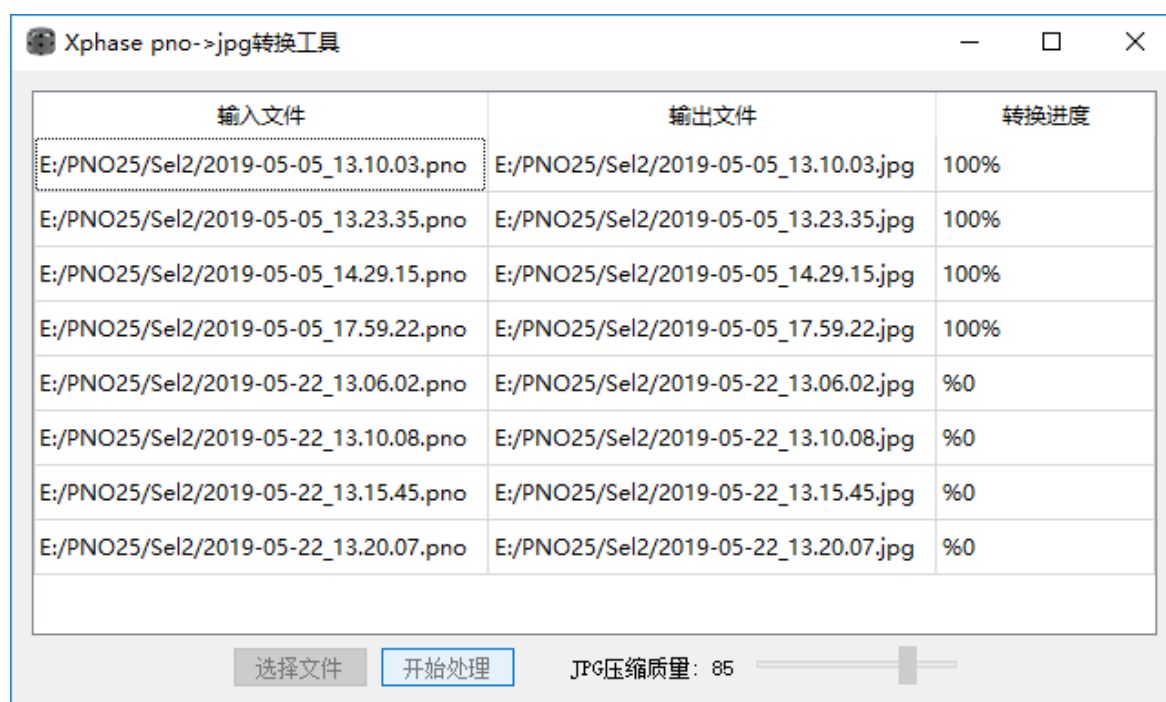 Xphase pno->jpg转换工具
输入文件 输出文件 转换进度
E:/PNO25/Sel2/2019-05-05_13.10.03.pno E:/PNO25/Sel2/2019-05-05_13.10.03.jpg 100%
E:/PNO25/Sel2/2019-05-05_13.23.35.pno E:/PNO25/Sel2/2019-05-05_13.23.35.jpg 100%
E:/PNO25/Sel2/2019-05-05_14.29.15.pno E:/PNO25/Sel2/2019-05-05_14.29.15.jpg 100%
E:/PNO25/Sel2/2019-05-05_17.59.22.pno E:/PNO25/Sel2/2019-05-05_17.59.22.jpg 100%
E:/PNO25/Sel2/2019-05-22_13.06.02.pno E:/PNO25/Sel2/2019-05-22_13.06.02.jpg %0
E:/PNO25/Sel2/2019-05-22_13.10.08.pno E:/PNO25/Sel2/2019-05-22_13.10.08.jpg %0
E:/PNO25/Sel2/2019-05-22_13.15.45.pno E:/PNO25/Sel2/2019-05-22_13.15.45.jpg %0
E:/PNO25/Sel2/2019-05-22_13.20.07.pno E:/PNO25/Sel2/2019-05-22_13.20.07.jpg %0
选择文件 开始处理 JPG压缩质量: 85